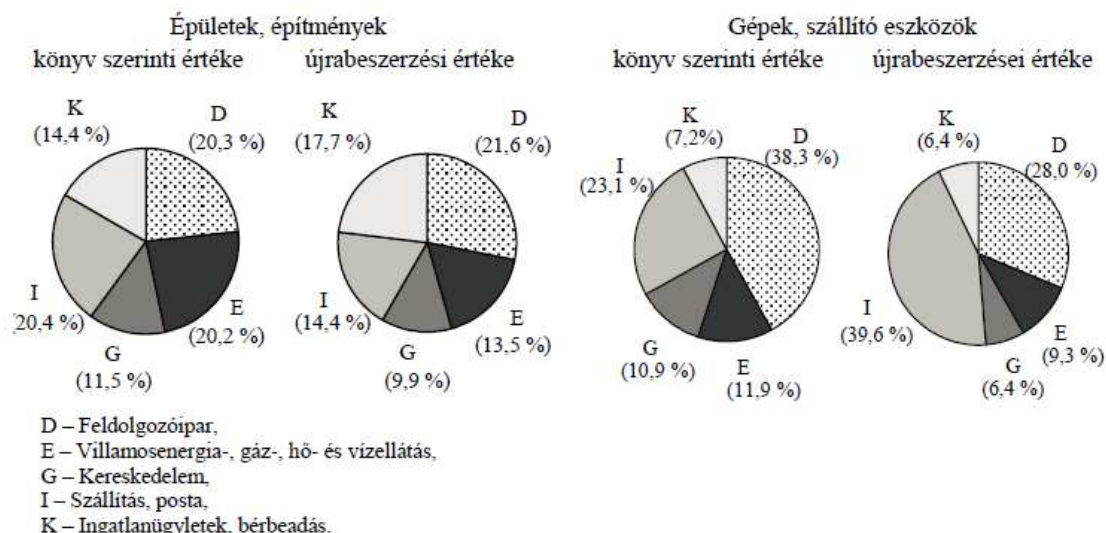 Épületek, építmények
könyv szerinti értéke
újrabeszerzési értéke
K
(14,4 %)
D
(20,3 %)
I
20,4 %)
E
(20,2 %)
G
(11,5 %)
K
(17,7 %)
D
(21,6 %)
I
(14,4 %)
E
(13,5 %)
G
(9,9 %)
Gépek, szállító eszközök
könyv szerinti értéke
újrabeszerzései értéke
K
(7,2%)
D
(38,3 %)
I
(23,1 %)
G
(10,9 %)
E
(11,9 %)
K
(6,4 %)
D
(28,0 %)
I
(39,6 %)
E
(9,3 %)
G
(6,4 %)
D – Feldolgozóipar,
E – Villamosenergia-, gáz-, hő- és vízellátás,
G – Kereskedelem,
I – Szállítás, posta,
K – Ingatlanügyletek, bérbeadás.